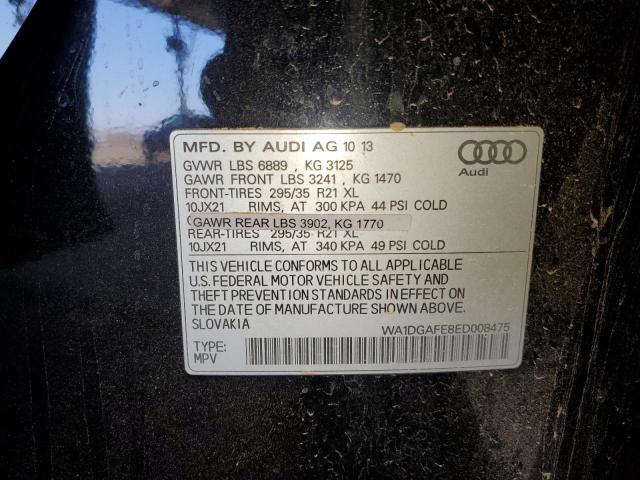 MFD. BY AUDI AG 10 13
GVWR LBS 6889 , KG 3125
GAWR FRONT LBS 3241 , KG 1470
FRONT-TIRES 295/35 R21 XL
10JX21 RIMS, AT 300 KPA 44 PSI COLD
GAWR REAR LBS 3902, KG 1770
REAR-TIRES 295/35 R21 XL
10JX21 RIMS, AT 340 KPA 49 PSI COLD
Audi
THIS VEHICLE CONFORMS TO ALL APPLICABLE
U.S. FEDERAL MOTOR VEHICLE SAFETY AND
THEFT PREVENTION STANDARDS IN EFFECT ON
THE DATE OF MANUFACTURE SHOWN ABOVE.
SLOVAKIA WA1DGAFE8ED008475
TYPE:
MPV